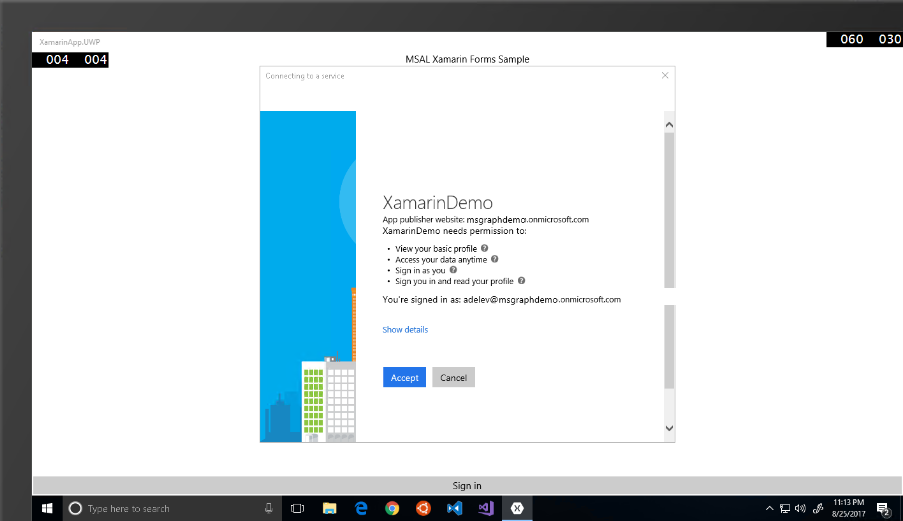 XamarinApp.UWP
060 030
004 004
MSAL Xamarin Forms Sample
Connecting to a service
XamarinDemo
App publisher website: msgraphdemo.onmicrosoft.com
XamarinDemo needs permission to:
• View your basic profile ?
• Access your data anytime ?
• Sign in as you ?
• Sign you in and read your profile ?
You're signed in as: adelev@msgraphdemo.onmicrosoft.com
Show details
Accept Cancel
Sign in
Type here to search
11:13 PM
8/25/2017
2